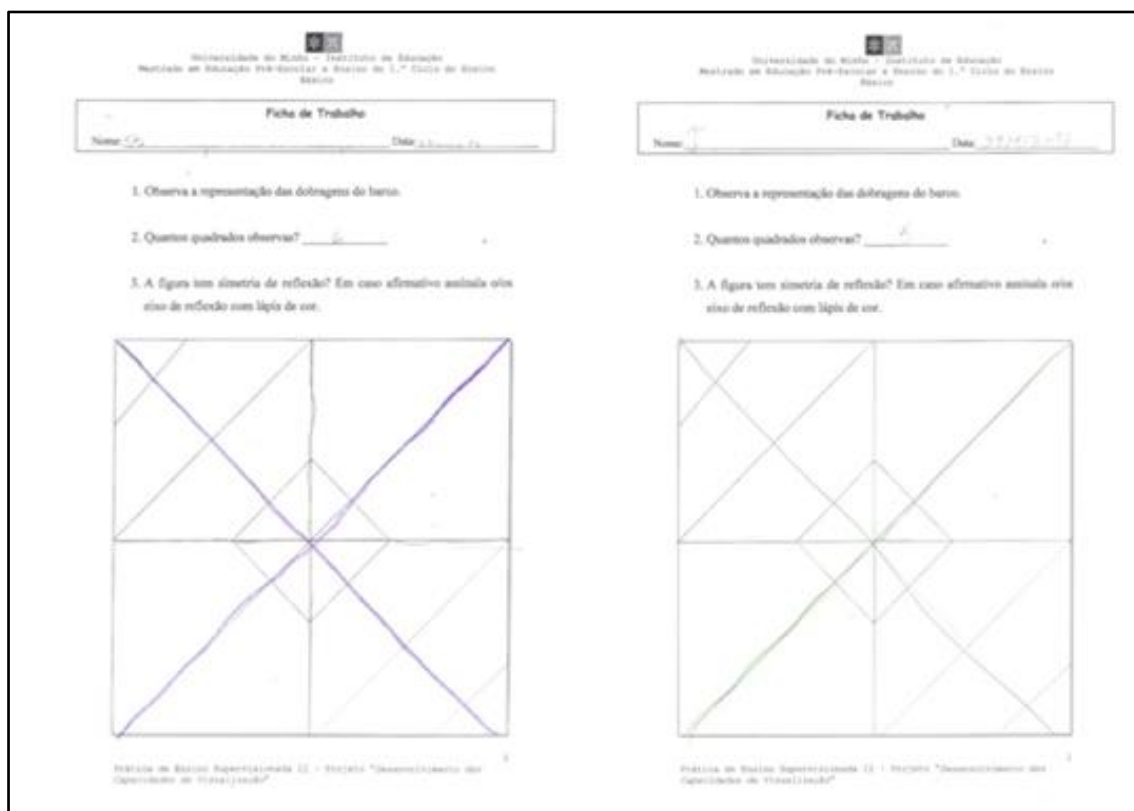 Universidade do Minho - Instituto de Educação
Mestrado em Educação Pré-Escolar e Ensino do 1.º Ciclo do Ensino
Básico
Ficha de Trabalho
Nome: Data:
1. Observa a representação das dobragens do barco.
2. Quantos quadrados observas?
3. A figura tem simetria de reflexão? Em caso afirmativo assinala o/os
eixo de reflexão com lápis de cor.
Prática de Ensino Supervisionada II - Projeto "Desenvolvimento das
Capacidades de Visualização"
Universidade do Minho - Instituto de Educação
Mestrado em Educação Pré-Escolar e Ensino do 1.º Ciclo do Ensino
Básico
Ficha de Trabalho
Nome: Data:
1. Observa a representação das dobragens do barco.
2. Quantos quadrados observas?
3. A figura tem simetria de reflexão? Em caso afirmativo assinala o/os
eixo de reflexão com lápis de cor.
Prática de Ensino Supervisionada II - Projeto "Desenvolvimento das
Capacidades de Visualização"